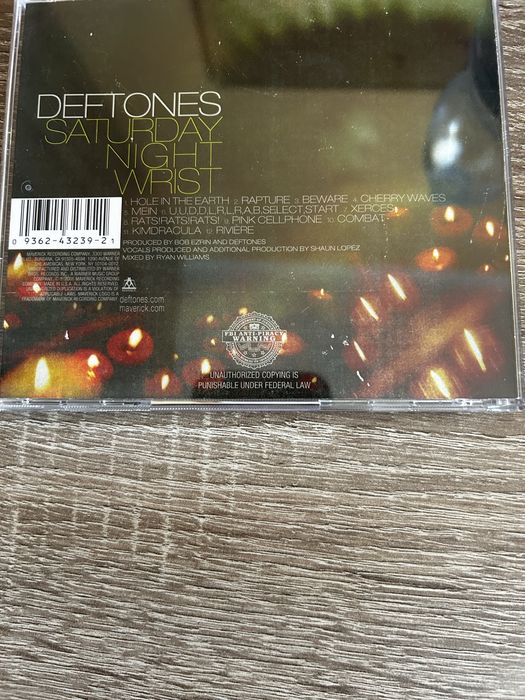 DEFTONES
SATURDAY
NIGHT
WRIST
1. HOLE IN THE EARTH 2. RAPTURE 3. BEWARE 4. CHERRY WAVES
5. MEIN 6. U,U,D,D,L,R,L,R,A,B,SELECT,START 7. XERCES
8. RATS!RATS!RATS! 9. PINK CELLPHONE 10. COMBAT
11. KIMDRACULA 12. RIVIÈRE
PRODUCED BY BOB EZRIN AND DEFTONES
VOCALS PRODUCED AND ADDITIONAL PRODUCTION BY SHAUN LOPEZ
MIXED BY RYAN WILLIAMS
0 9362-43239-2 1
deftones.com
maverick.com
FBI ANTI-PIRACY
WARNING
UNAUTHORIZED COPYING IS
PUNISHABLE UNDER FEDERAL LAW